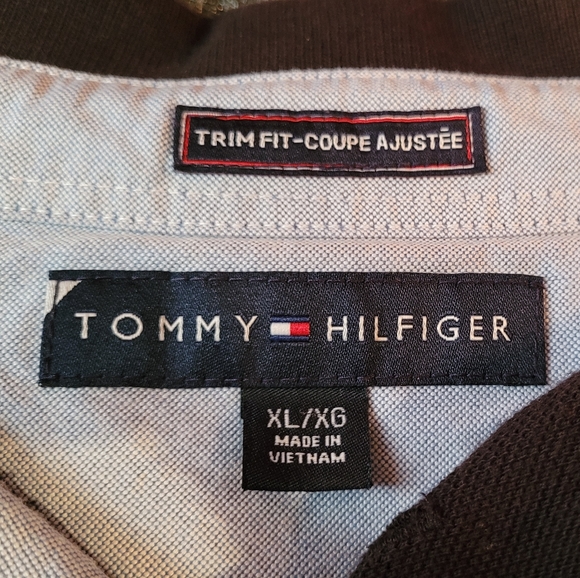 TRIM FIT-COUPE AJUSTÉE
TOMMY HILFIGER
XL/XG
MADE IN
VIETNAM